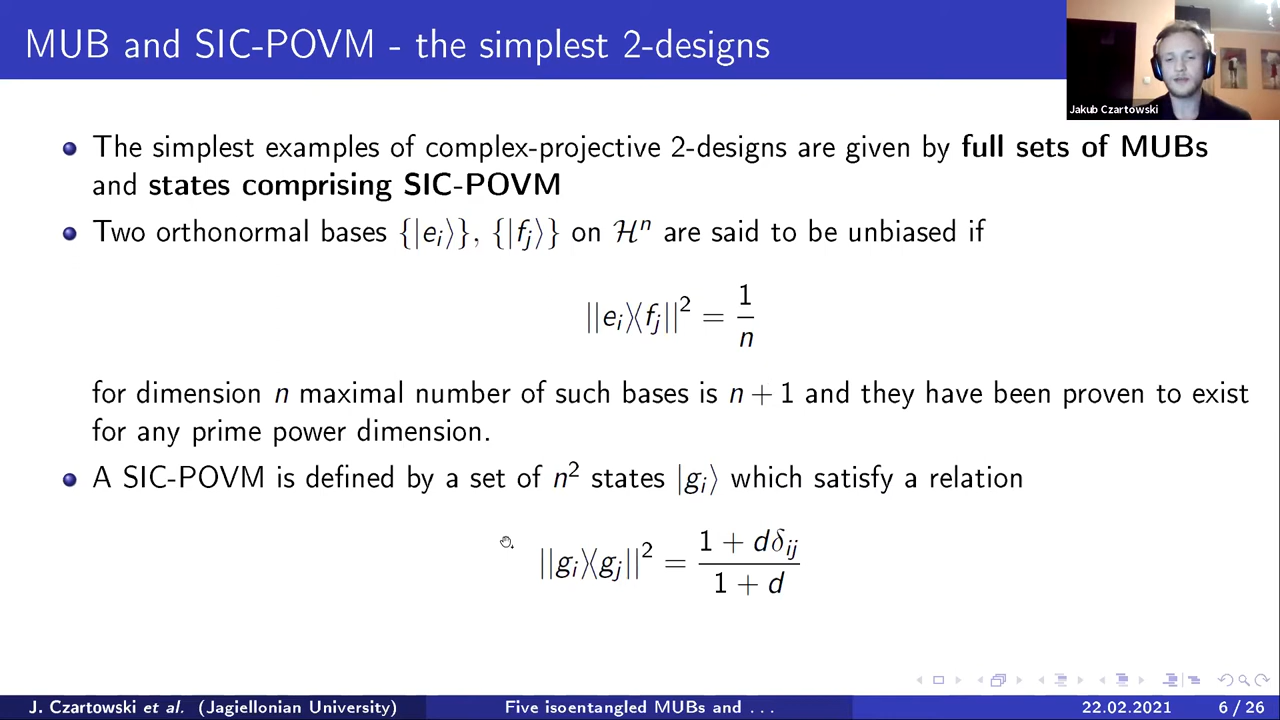 MUB and SIC-POVM - the simplest 2-designs
Jakub Czartowski
The simplest examples of complex-projective 2-designs are given by full sets of MUBs
and states comprising SIC-POVM
Two orthonormal bases {|e_i⟩}, {|f_j⟩} on ℋ^n are said to be unbiased if
||e_i⟩⟨f_j||² = 1/n
for dimension n maximal number of such bases is n + 1 and they have been proven to exist
for any prime power dimension.
A SIC-POVM is defined by a set of n² states |g_i⟩ which satisfy a relation
||g_i⟩⟨g_j||² = (1 + dδ_ij)/(1 + d)
J. Czartowski et al. (Jagiellonian University) Five isoentangled MUBs and ... 22.02.2021 6 / 26